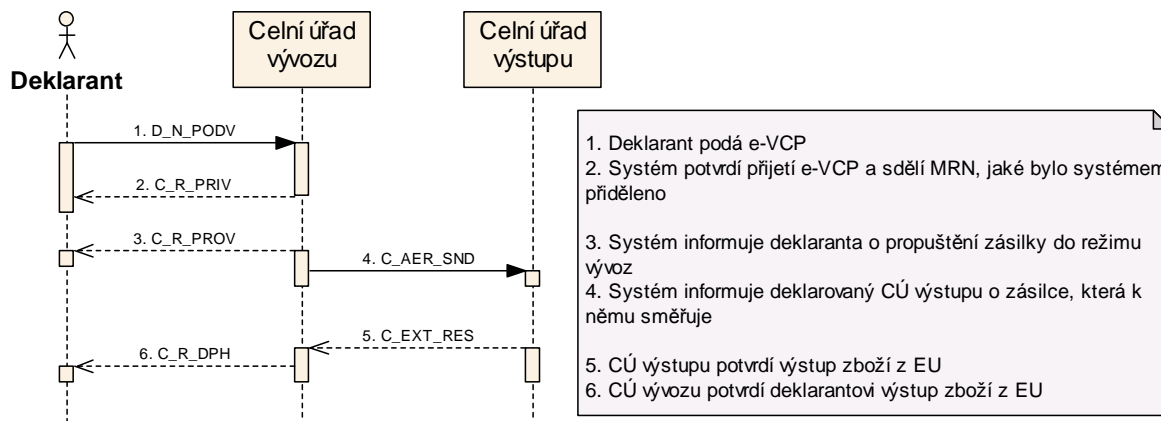 Deklarant
Celní úřad
vývozu
Celní úřad
výstupu
1. D_N_PODV
2. C_R_PRIV
3. C_R_PROV
4. C_AER_SND
5. C_EXT_RES
6. C_R_DPH
1. Deklarant podá e-VCP
2. Systém potvrdí přijetí e-VCP a sdělí MRN, jaké bylo systémem
přiděleno
3. Systém informuje deklaranta o propuštění zásilky do režimu
vývoz
4. Systém informuje deklarovaný CÚ výstupu o zásilce, která k
němu směřuje
5. CÚ výstupu potvrdí výstup zboží z EU
6. CÚ vývozu potvrdí deklarantovi výstup zboží z EU